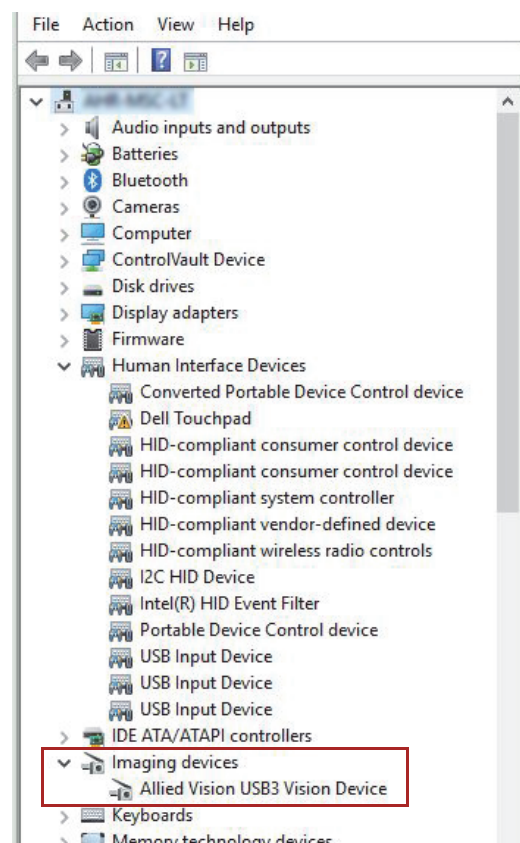 File Action View Help
Audio inputs and outputs
Batteries
Bluetooth
Cameras
Computer
ControlVault Device
Disk drives
Display adapters
Firmware
Human Interface Devices
Converted Portable Device Control device
Dell Touchpad
HID-compliant consumer control device
HID-compliant consumer control device
HID-compliant system controller
HID-compliant vendor-defined device
HID-compliant wireless radio controls
I2C HID Device
Intel(R) HID Event Filter
Portable Device Control device
USB Input Device
USB Input Device
USB Input Device
IDE ATA/ATAPI controllers
Imaging devices
Allied Vision USB3 Vision Device
Keyboards
Memory technology devices